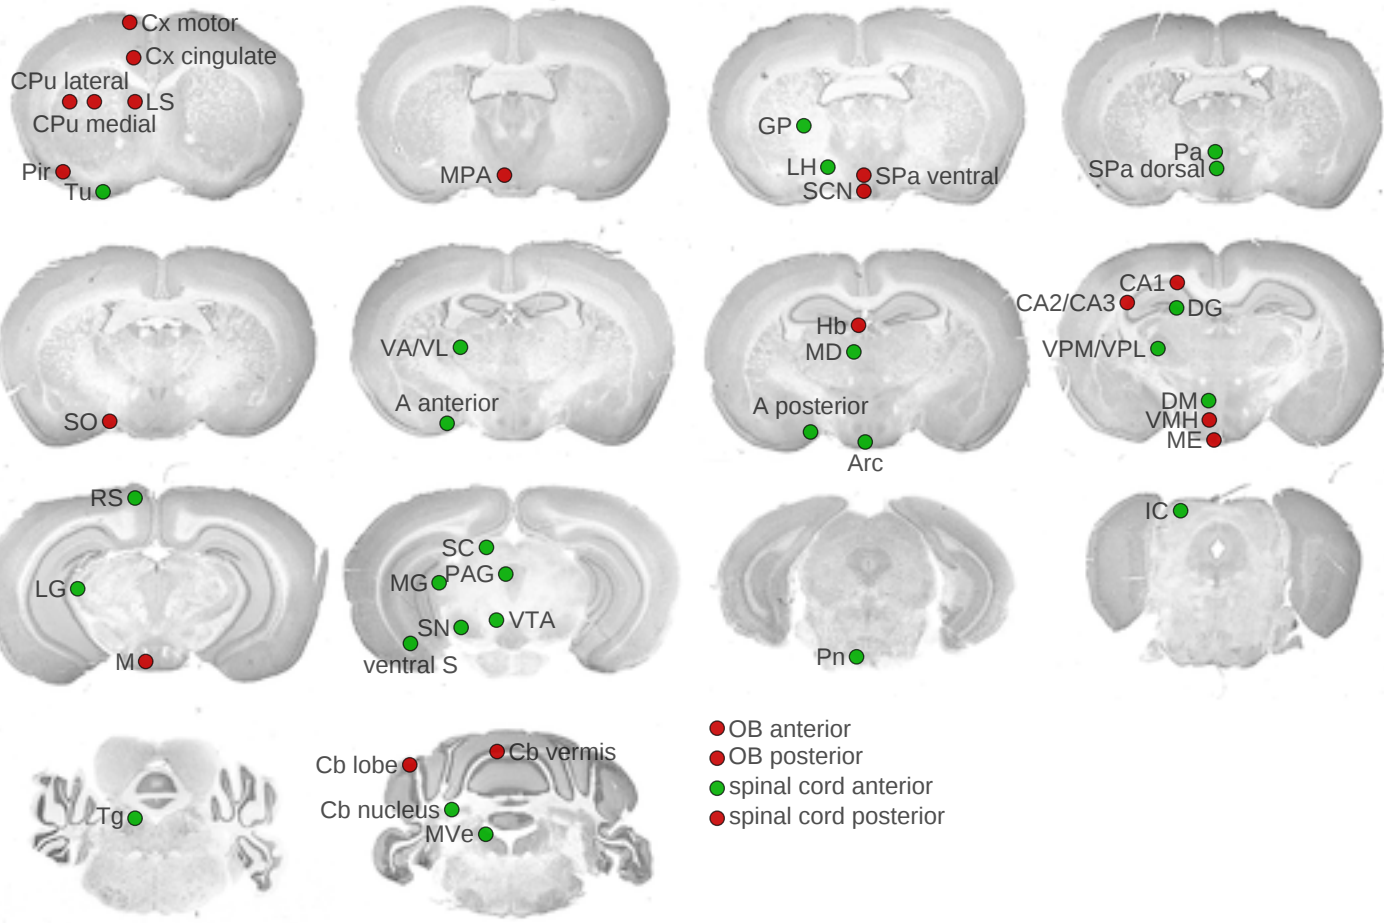 Cx motor
Cx cingulate
CPu lateral
LS
CPu medial
Pir
Tu
MPA
GP
LH
SPa ventral
SCN
Pa
SPa dorsal
SO
VA/VL
A anterior
Hb
MD
A posterior
Arc
CA1
CA2/CA3
DG
VPM/VPL
DM
VMH
ME
RS
LG
M
SC
MG
PAG
SN
VTA
ventral S
Pn
IC
Tg
Cb lobe
Cb vermis
Cb nucleus
MVe
OB anterior
OB posterior
spinal cord anterior
spinal cord posterior